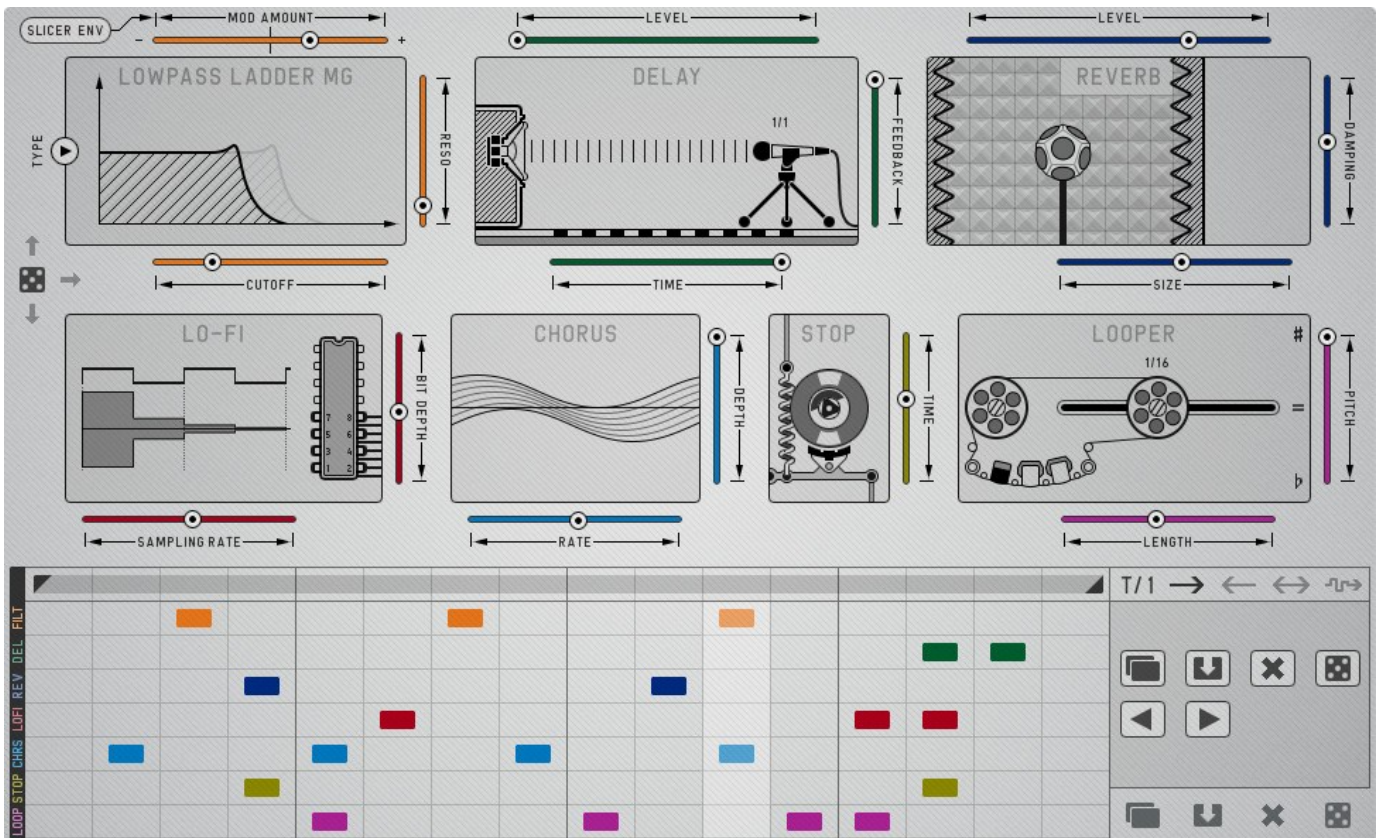 SLICER ENV
MOD AMOUNT
− +
LEVEL
LEVEL
LOWPASS LADDER MG
DELAY
REVERB
TYPE
RESO
1/1
FEEDBACK
DAMPING
CUTOFF
TIME
SIZE
LO-FI
CHORUS
STOP
LOOPER
♯
1/16
=
♭
7 8
5 6
3 4
1 2
BIT DEPTH
DEPTH
TIME
PITCH
SAMPLING RATE
RATE
LENGTH
T/1
FILT
DEL
REV
LOFI
CHRS
STOP
LOOP